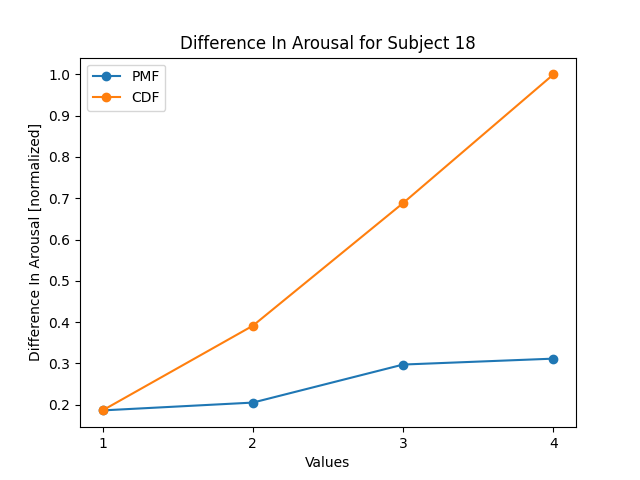 Difference In Arousal for Subject 18
PMF
CDF
Difference In Arousal [normalized]
1.0
0.9
0.8
0.7
0.6
0.5
0.4
0.3
0.2
1 2 3 4
Values